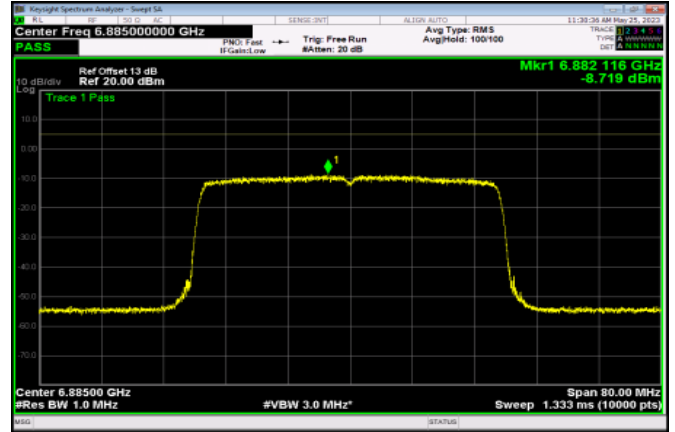 Keysight Spectrum Analyzer - Swept SA
RL RF 50 Ω AC SENSE:INT ALIGN AUTO 11:30:36 AM May 25, 2023
Center Freq 6.885000000 GHz
PNO: Fast Trig: Free Run Avg Type: RMS TRACE 1 2 3 4 5 6
IFGain:Low #Atten: 20 dB Avg|Hold: 100/100 TYPE A WWWWW
PASS DET A N N N N N
Ref Offset 13 dB Mkr1 6.882 116 GHz
10 dB/div Ref 20.00 dBm -8.719 dBm
Log
Trace 1 Pass
10.0
0.00
1
-10.0
-20.0
-30.0
-40.0
-50.0
-60.0
-70.0
Center 6.88500 GHz Span 80.00 MHz
#Res BW 1.0 MHz #VBW 3.0 MHz* Sweep 1.333 ms (10000 pts)
MSG STATUS